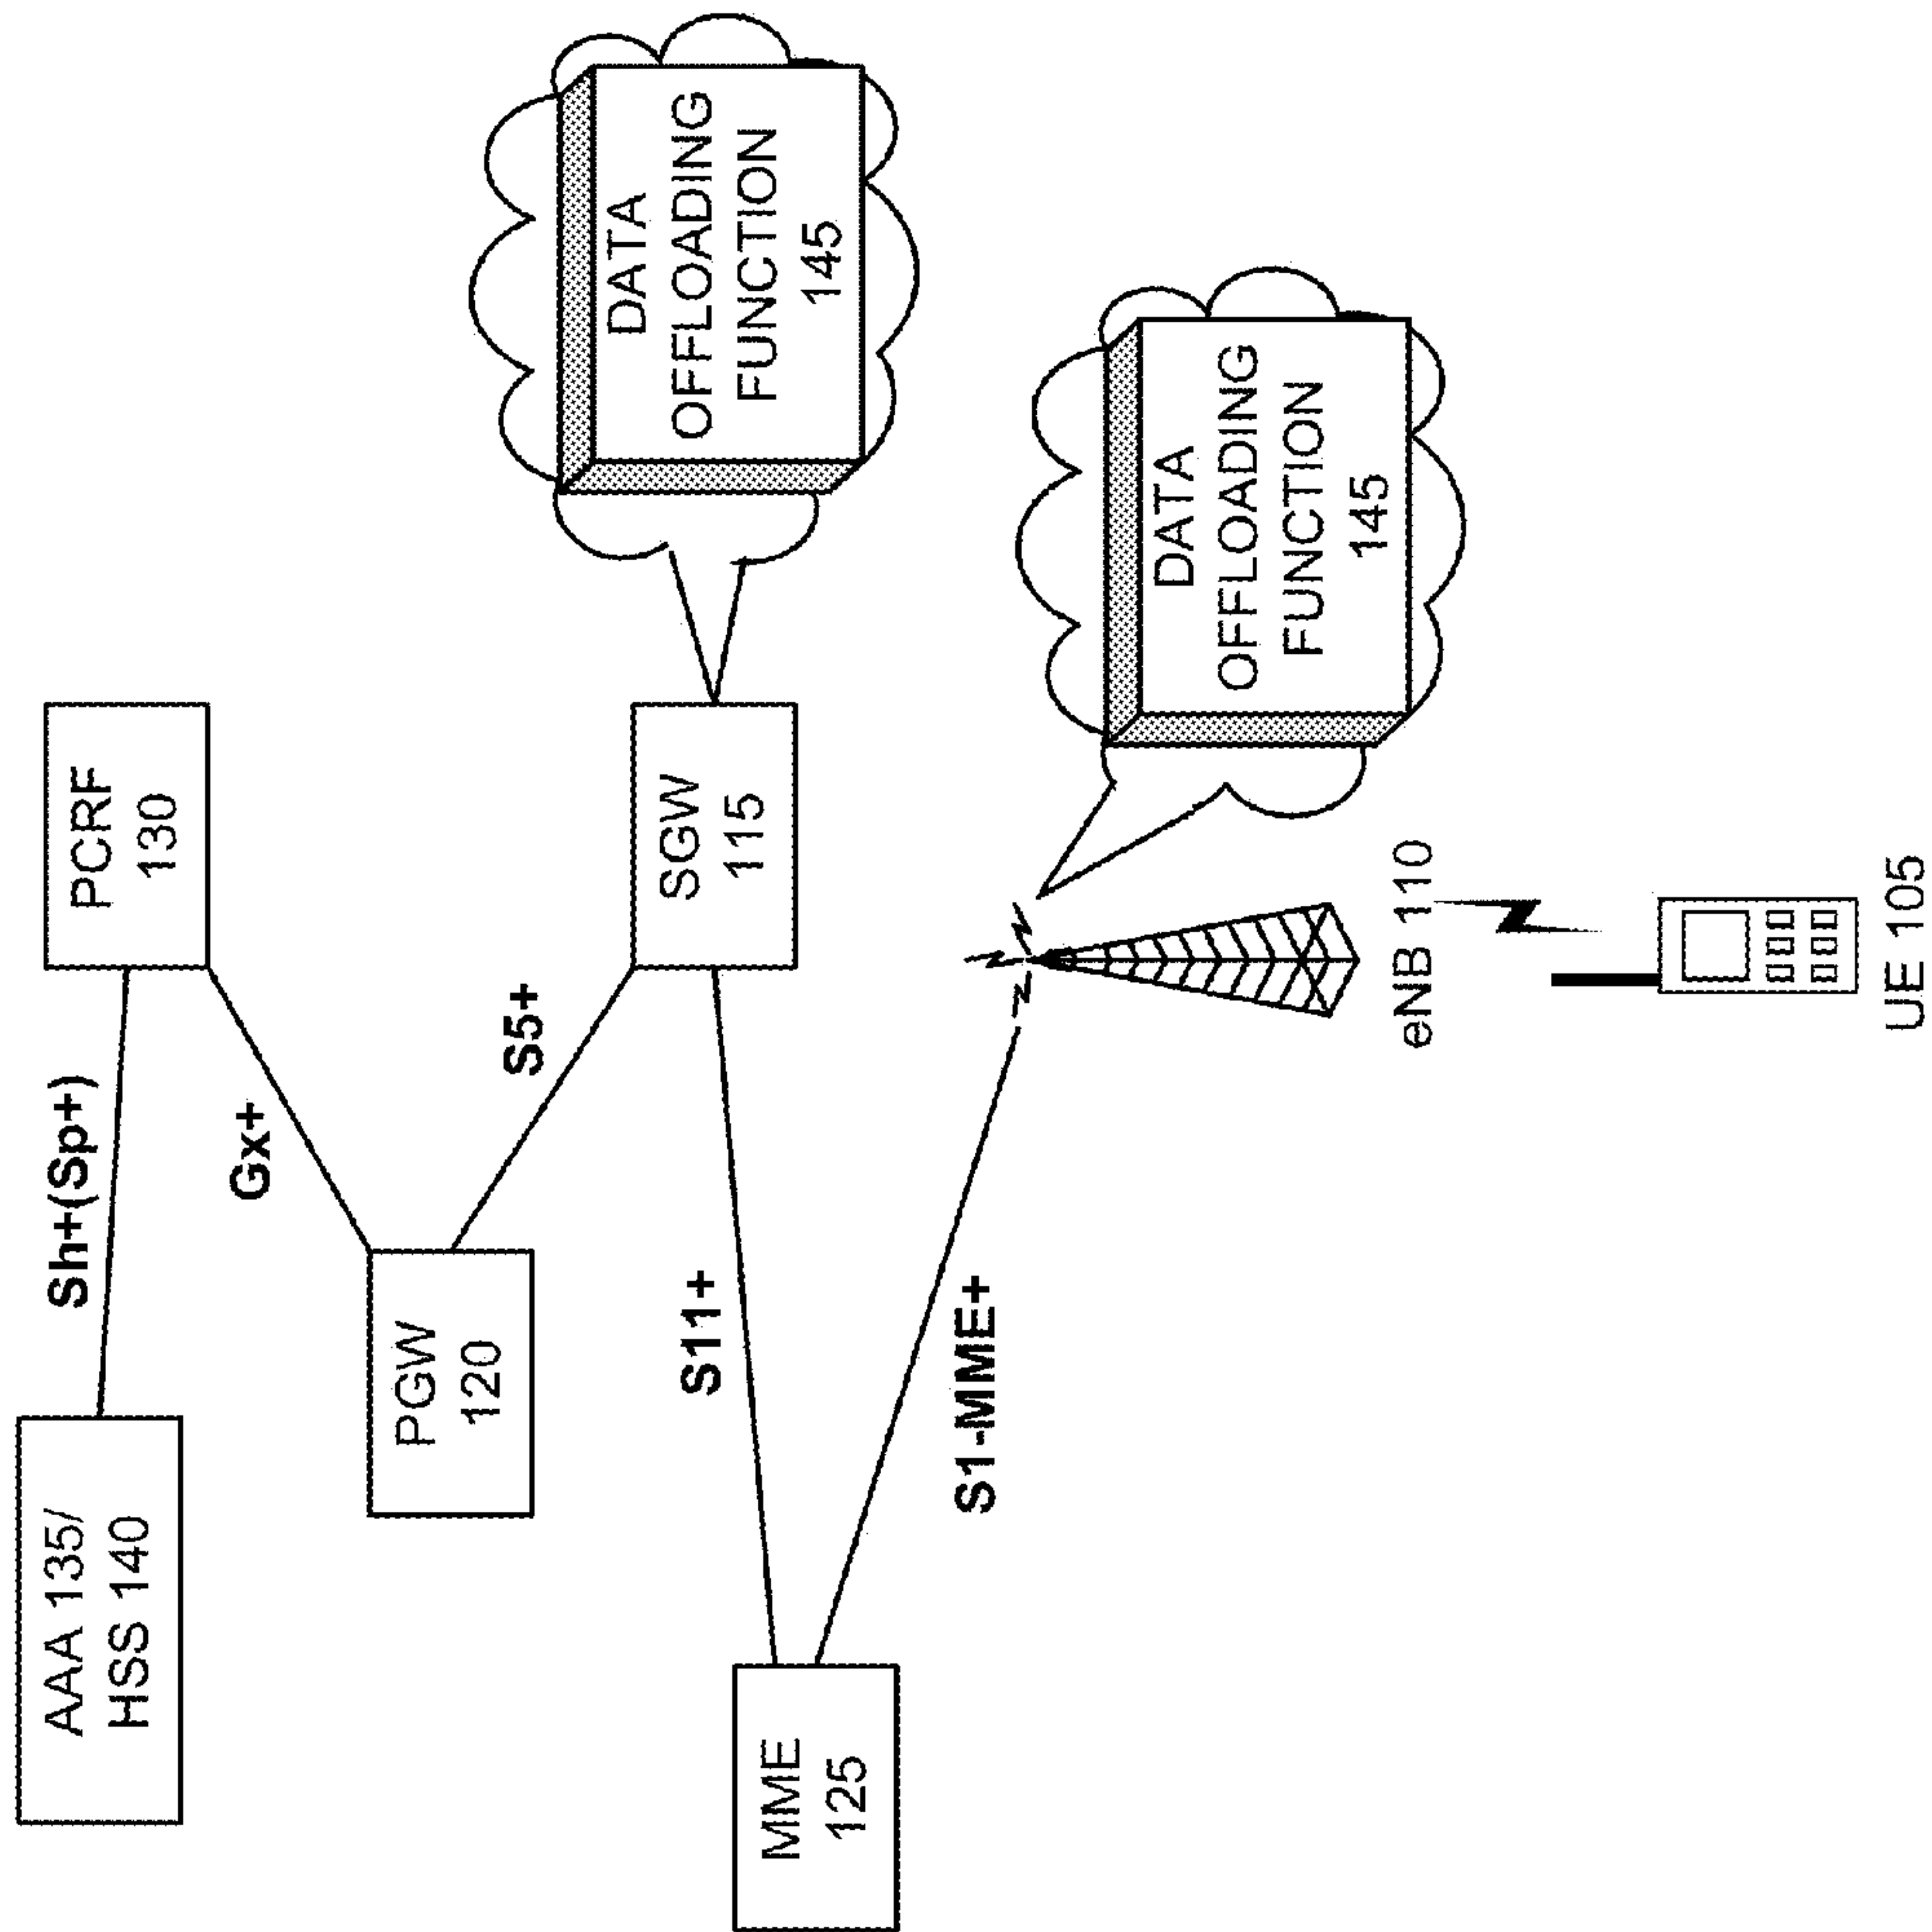 AAA 135/
HSS 140
Sh+(Sp+)
PCRF
130
Gx+
PGW
120
S5+
SGW
115
DATA
OFFLOADING
FUNCTION
145
MME
125
S11+
S1-MME+
DATA
OFFLOADING
FUNCTION
145
eNB 110
UE 105